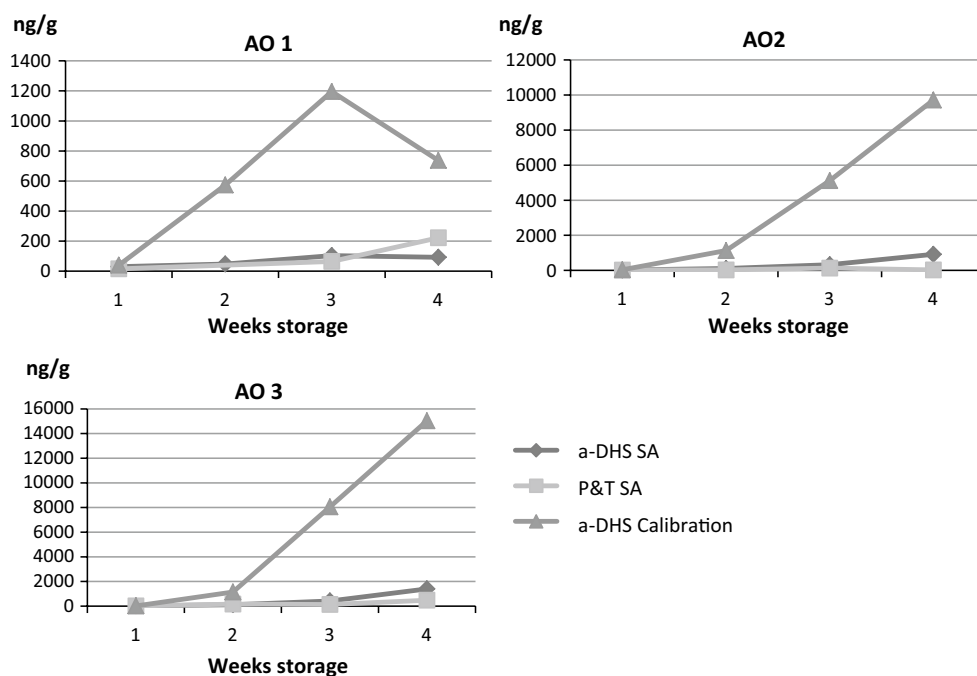 ng/g
AO 1
1400
1200
1000
800
600
400
200
0
1 2 3 4
Weeks storage
ng/g
AO2
12000
10000
8000
6000
4000
2000
0
1 2 3 4
Weeks storage
ng/g
AO 3
16000
14000
12000
10000
8000
6000
4000
2000
0
1 2 3 4
Weeks storage
a-DHS SA
P&T SA
a-DHS Calibration